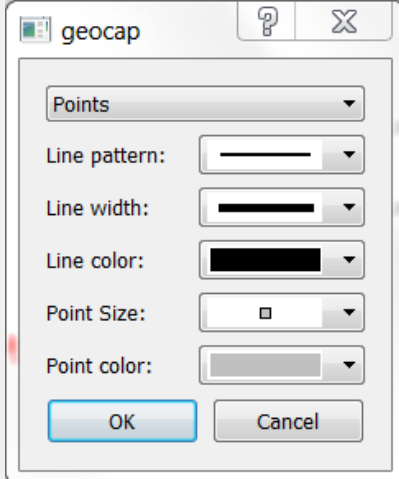 geocap
Points
Line pattern:
Line width:
Line color:
Point Size:
Point color:
OK Cancel